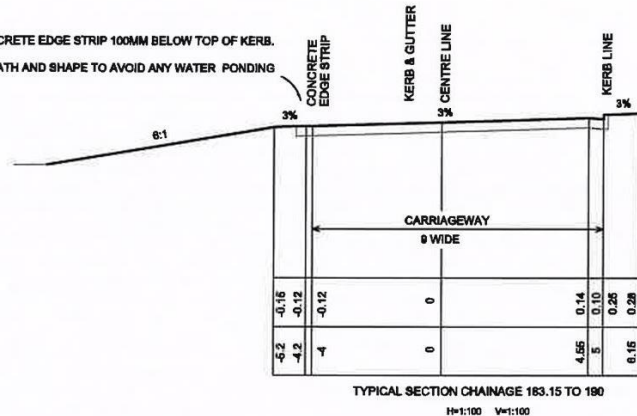 CRETE EDGE STRIP 100MM BELOW TOP OF KERB.
ATH AND SHAPE TO AVOID ANY WATER PONDING
CONCRETE
EDGE STRIP
KERB & GUTTER
CENTRE LINE
KERB LINE
3%
3%
3%
6:1
CARRIAGEWAY
9 WIDE
-0.15 -0.12 -0.12 0 0.14 0.10 0.25 0.28
-5.2 -4.2 -4 0 4.55 5 6.15
TYPICAL SECTION CHAINAGE 183.15 TO 190
H=1:100 V=1:100